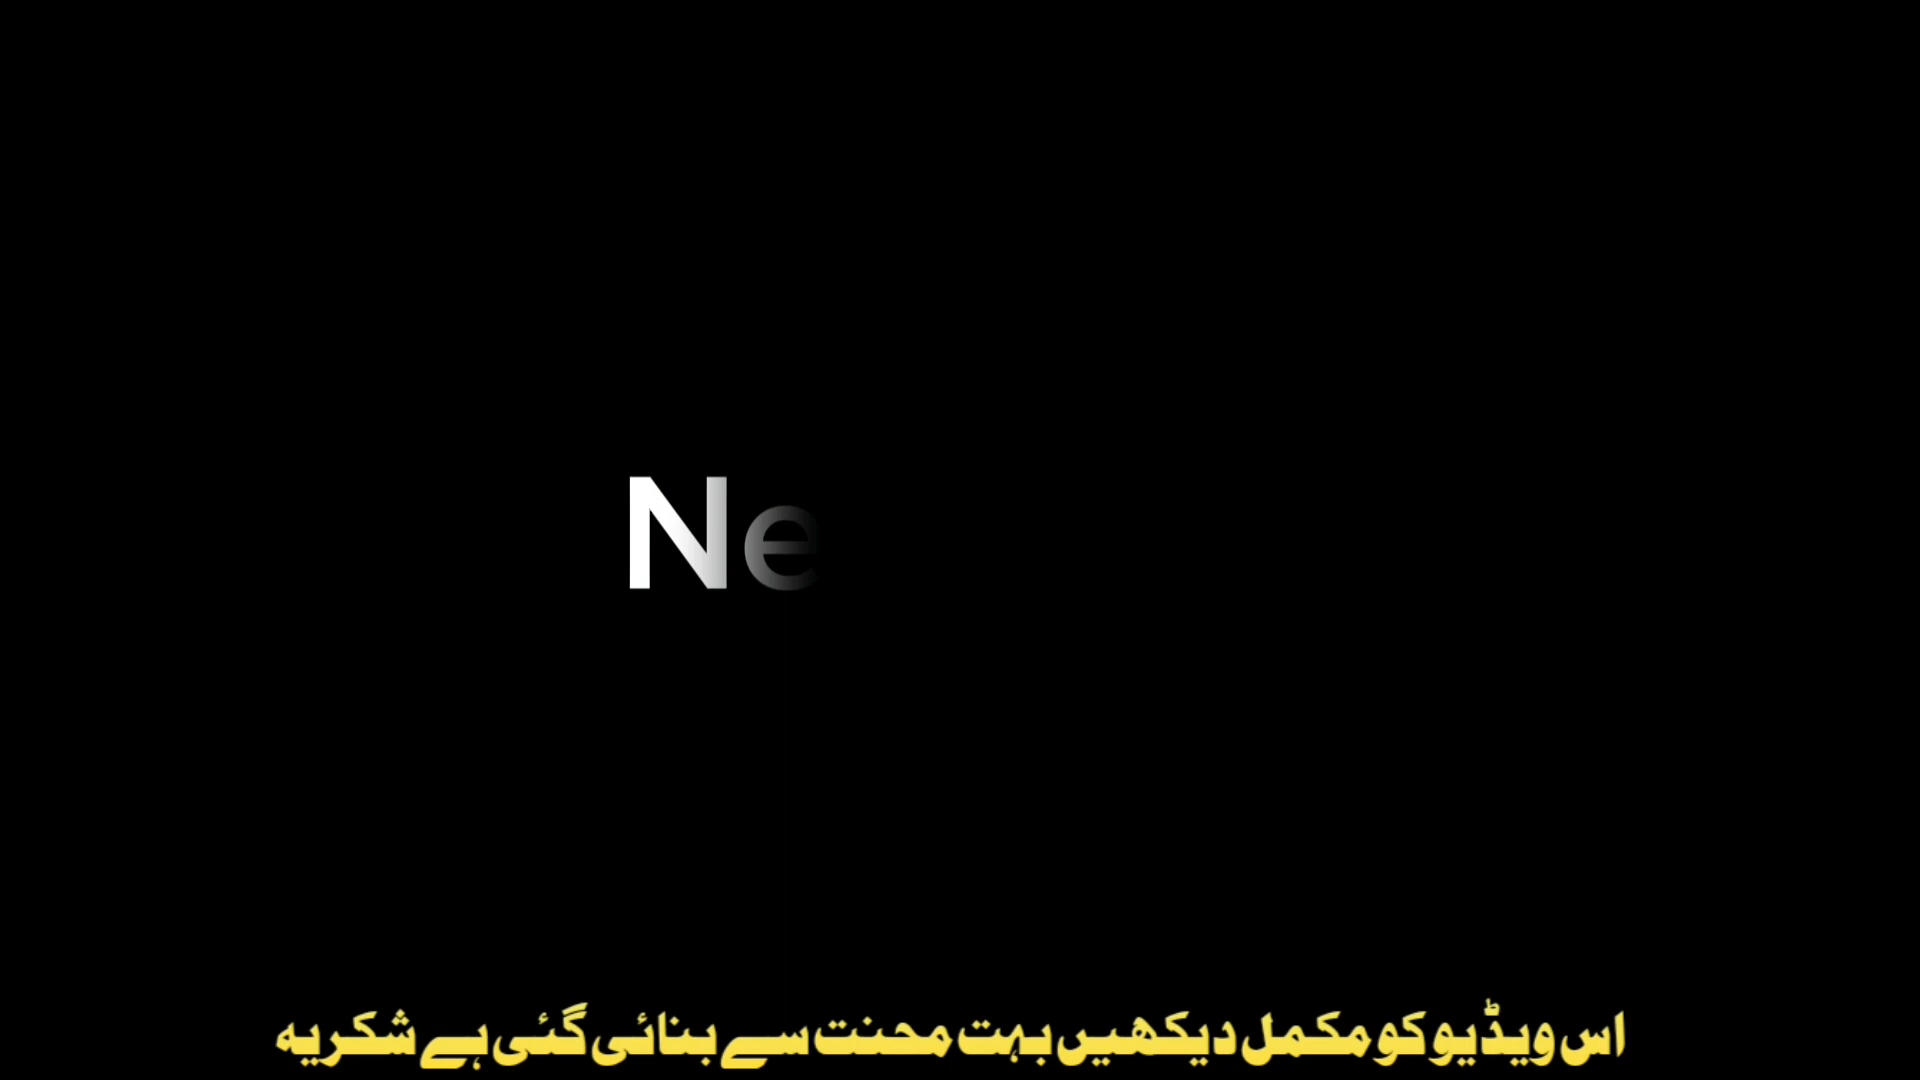 Ne
اس ویڈیو کو مکمل دیکھیں بہت محنت سے بنائی گئی ہے شکریہ